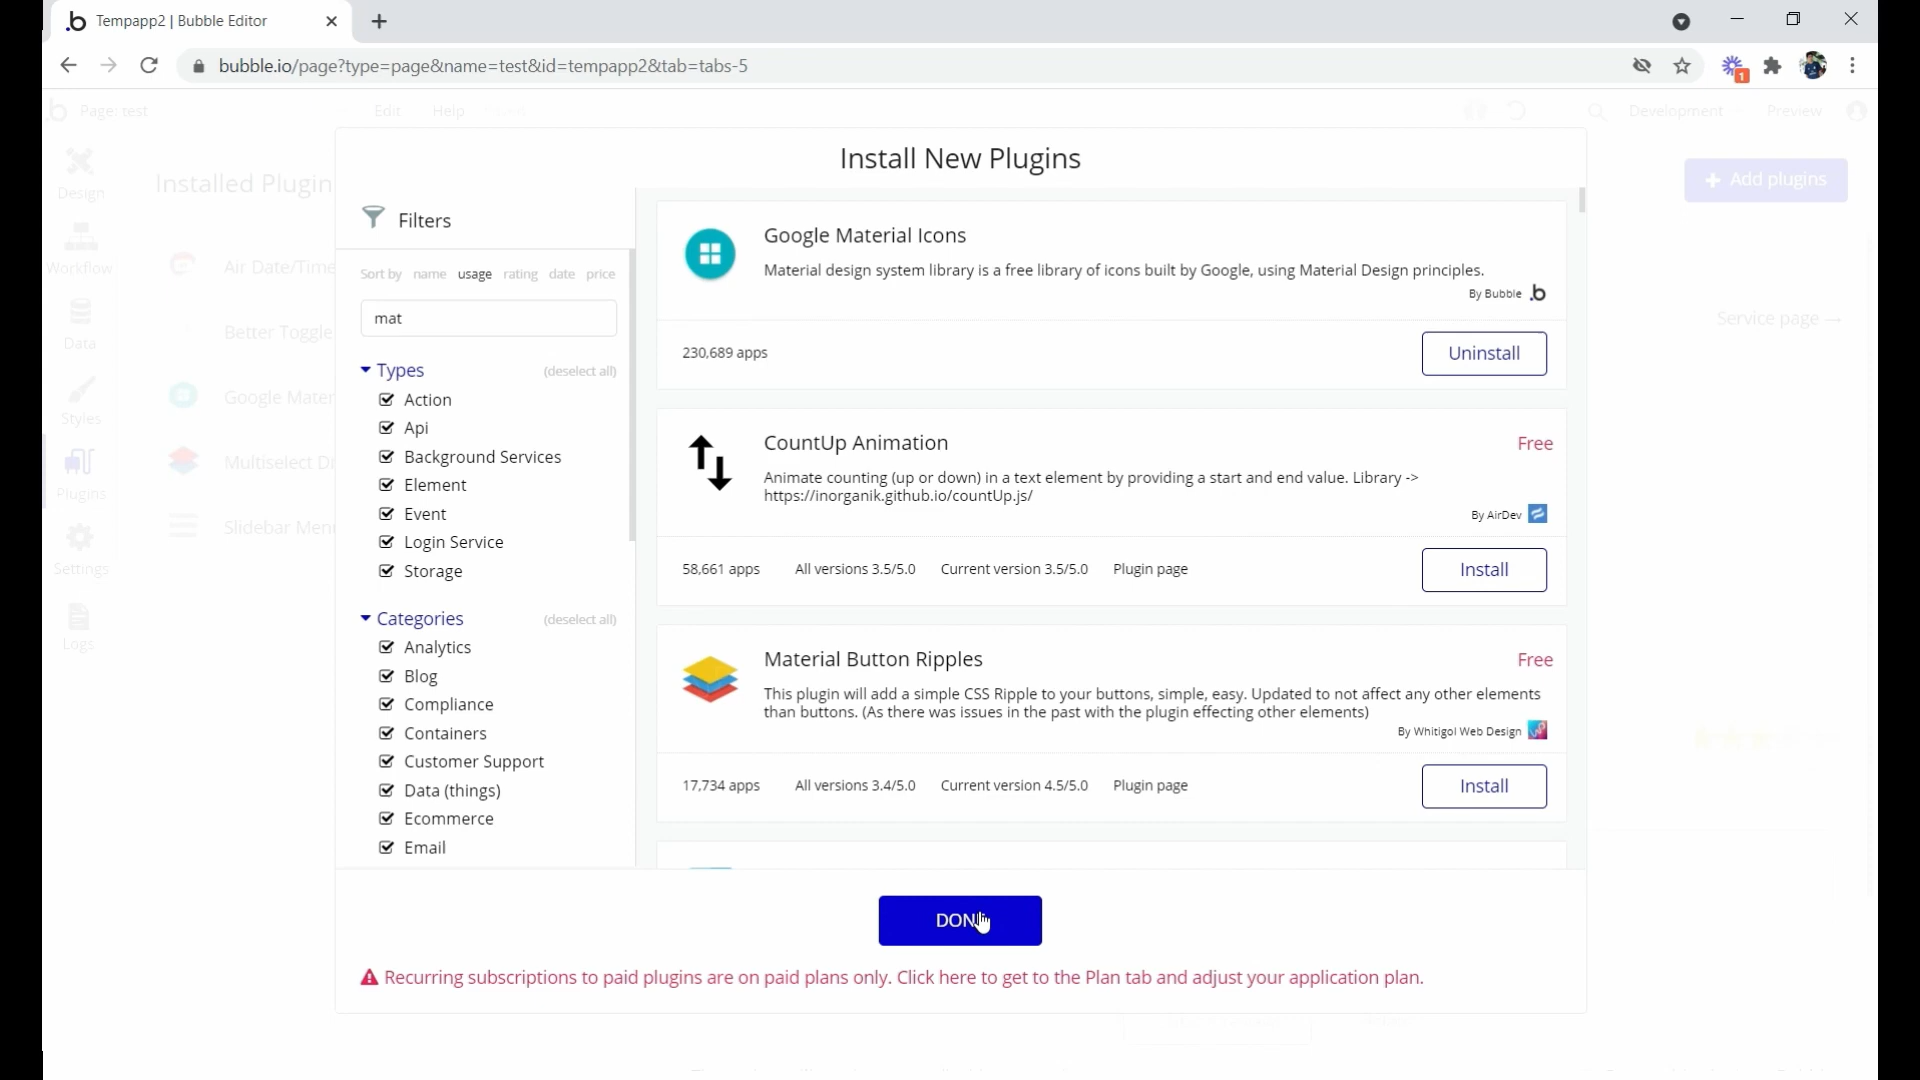 Tempapp2 | Bubble Editor
bubble.io/page?type=page&name=test&id=tempapp2&tab=tabs-5
1
Page: test
Edit
Help
Development
Preview
Install New Plugins
Design
Workflow
Data
Styles
Plugins
Settings
Logs
Installed Plugin
Air Date/Time
Better Toggle
Google Mater
Multiselect Dr
Slidebar Menu
+ Add plugins
Service page →
Filters
Sort by name usage rating date price
mat
Types (deselect all)
Action
Api
Background Services
Element
Event
Login Service
Storage
Categories (deselect all)
Analytics
Blog
Compliance
Containers
Customer Support
Data (things)
Ecommerce
Email
Google Material Icons
Material design system library is a free library of icons built by Google, using Material Design principles.
By Bubble .b
230,689 apps
Uninstall
CountUp Animation
Free
Animate counting (up or down) in a text element by providing a start and end value. Library ->
https://inorganik.github.io/countUp.js/
By AirDev
58,661 apps All versions 3.5/5.0 Current version 3.5/5.0 Plugin page
Install
Material Button Ripples
Free
This plugin will add a simple CSS Ripple to your buttons, simple, easy. Updated to not affect any other elements
than buttons. (As there was issues in the past with the plugin effecting other elements)
By Whitigol Web Design
17,734 apps All versions 3.4/5.0 Current version 4.5/5.0 Plugin page
Install
DONE
Recurring subscriptions to paid plugins are on paid plans only. Click here to get to the Plan tab and adjust your application plan.